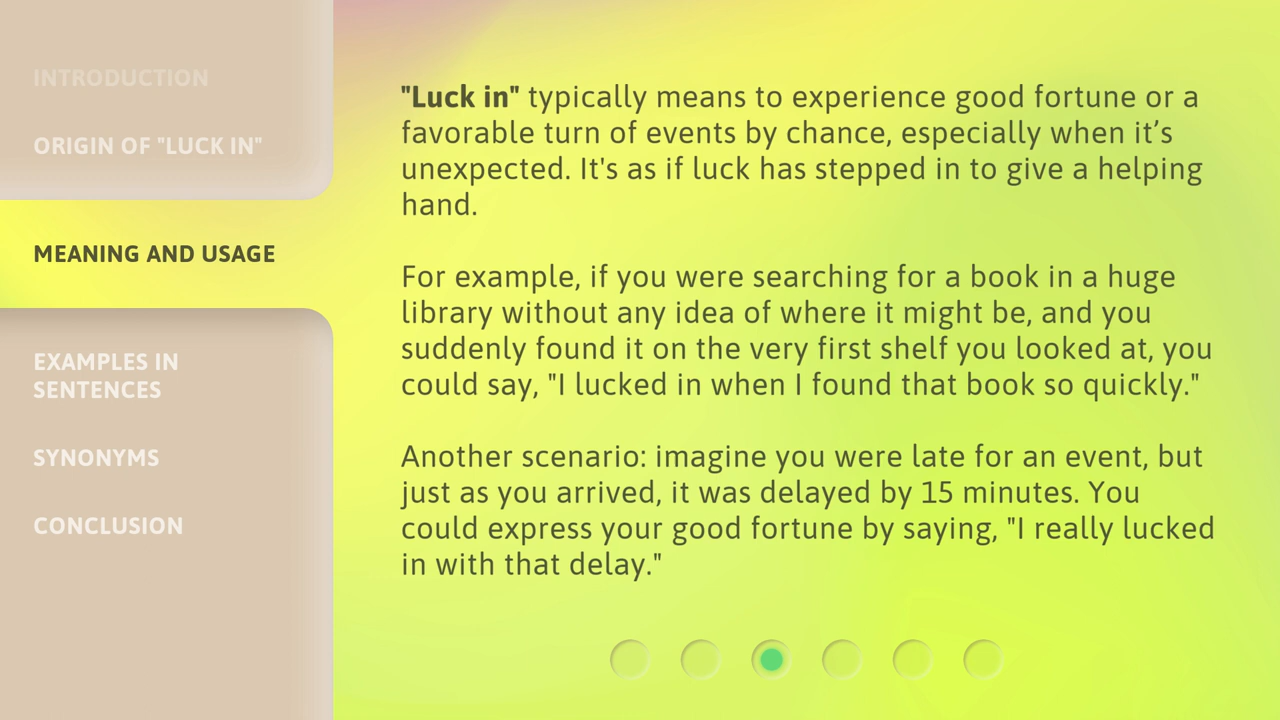 INTRODUCTION
ORIGIN OF "LUCK IN"
MEANING AND USAGE
EXAMPLES IN
SENTENCES
SYNONYMS
CONCLUSION
"Luck in" typically means to experience good fortune or a
favorable turn of events by chance, especially when it’s
unexpected. It's as if luck has stepped in to give a helping
hand.
For example, if you were searching for a book in a huge
library without any idea of where it might be, and you
suddenly found it on the very first shelf you looked at, you
could say, "I lucked in when I found that book so quickly."
Another scenario: imagine you were late for an event, but
just as you arrived, it was delayed by 15 minutes. You
could express your good fortune by saying, "I really lucked
in with that delay."